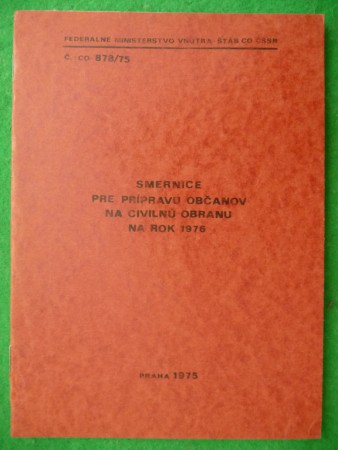 FEDERÁLNE MINISTERSTVO VNÚTRA, ŠTÁB CO ČSSR
Č. CO 878/75
SMERNICE
PRE PRÍPRAVU OBČANOV
NA CIVILNÚ OBRANU
NA ROK 1976
PRAHA 1975